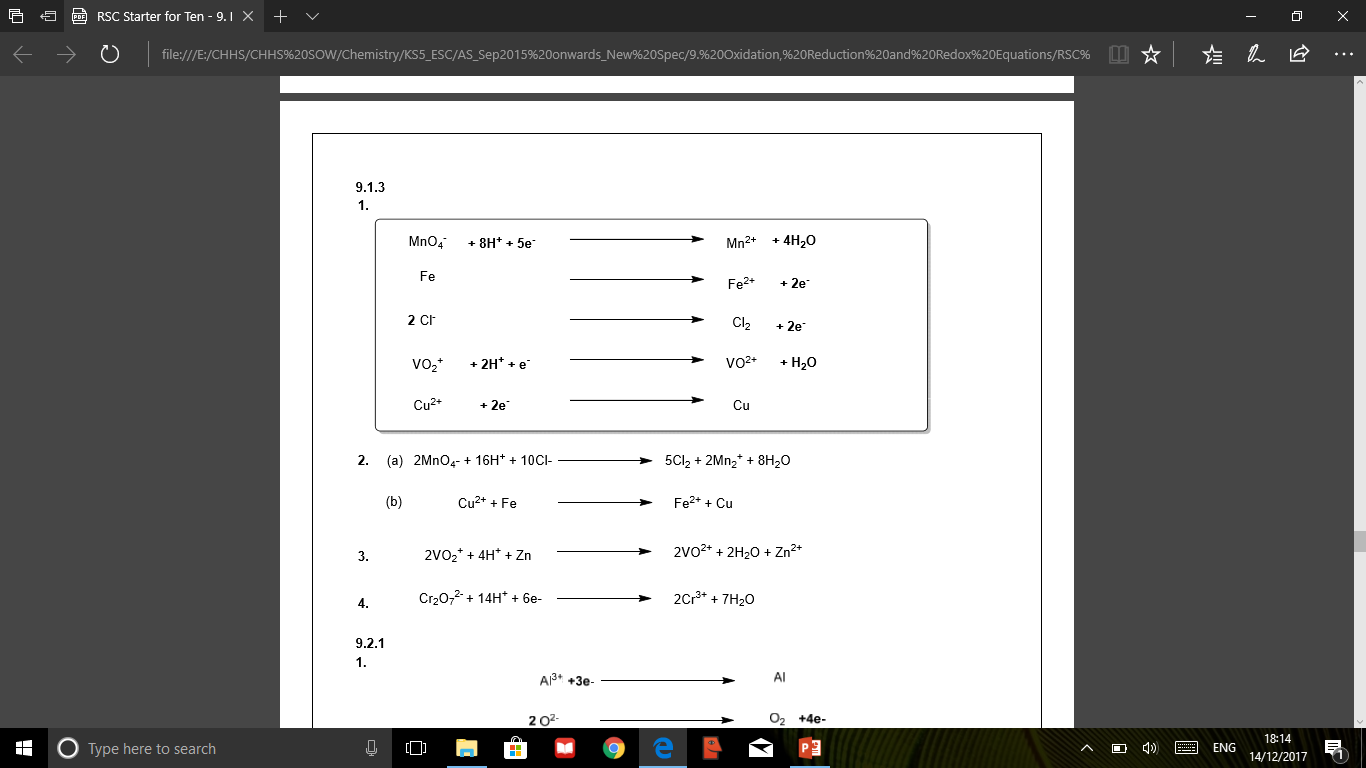 RSC Starter for Ten - 9. I
file:///E:/CHHS/CHHS%20SOW/Chemistry/KS5_ESC/AS_Sep2015%20onwards_New%20Spec/9.%20Oxidation,%20Reduction%20and%20Redox%20Equations/RSC%
9.1.3
1.
MnO₄⁻ + 8H⁺ + 5e⁻ ⟶ Mn²⁺ + 4H₂O
Fe ⟶ Fe²⁺ + 2e⁻
2 Cl⁻ ⟶ Cl₂ + 2e⁻
VO₂⁺ + 2H⁺ + e⁻ ⟶ VO²⁺ + H₂O
Cu²⁺ + 2e⁻ ⟶ Cu
2. (a) 2MnO₄- + 16H⁺ + 10Cl- ⟶ 5Cl₂ + 2Mn₂⁺ + 8H₂O
(b) Cu²⁺ + Fe ⟶ Fe²⁺ + Cu
3. 2VO₂⁺ + 4H⁺ + Zn ⟶ 2VO²⁺ + 2H₂O + Zn²⁺
4. Cr₂O₇²⁻ + 14H⁺ + 6e- ⟶ 2Cr³⁺ + 7H₂O
9.2.1
1.
Al³⁺ +3e- ⟶ Al
2 O²⁻ ⟶ O₂ +4e-
Type here to search
ENG
18:14
14/12/2017
1